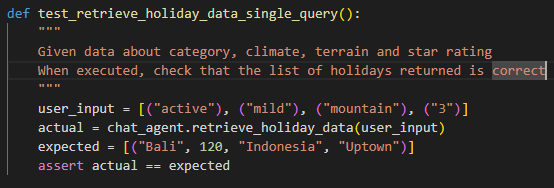 def test_retrieve_holiday_data_single_query():
"""
Given data about category, climate, terrain and star rating
When executed, check that the list of holidays returned is correct
"""
user_input = [("active"), ("mild"), ("mountain"), ("3")]
actual = chat_agent.retrieve_holiday_data(user_input)
expected = [("Bali", 120, "Indonesia", "Uptown")]
assert actual == expected